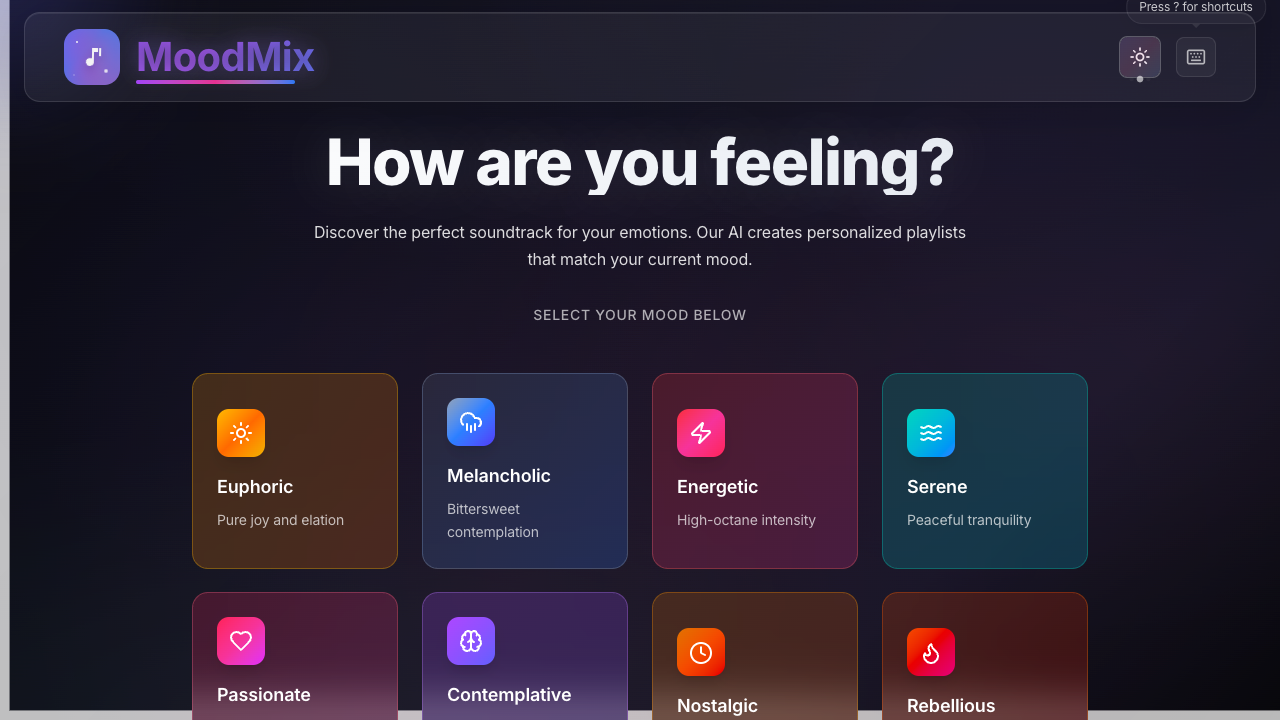 Press ? for shortcuts
MoodMix
How are you feeling?
Discover the perfect soundtrack for your emotions. Our AI creates personalized playlists
that match your current mood.
SELECT YOUR MOOD BELOW
Euphoric
Pure joy and elation
Melancholic
Bittersweet
contemplation
Energetic
High-octane intensity
Serene
Peaceful tranquility
Passionate
Contemplative
Nostalgic
Rebellious